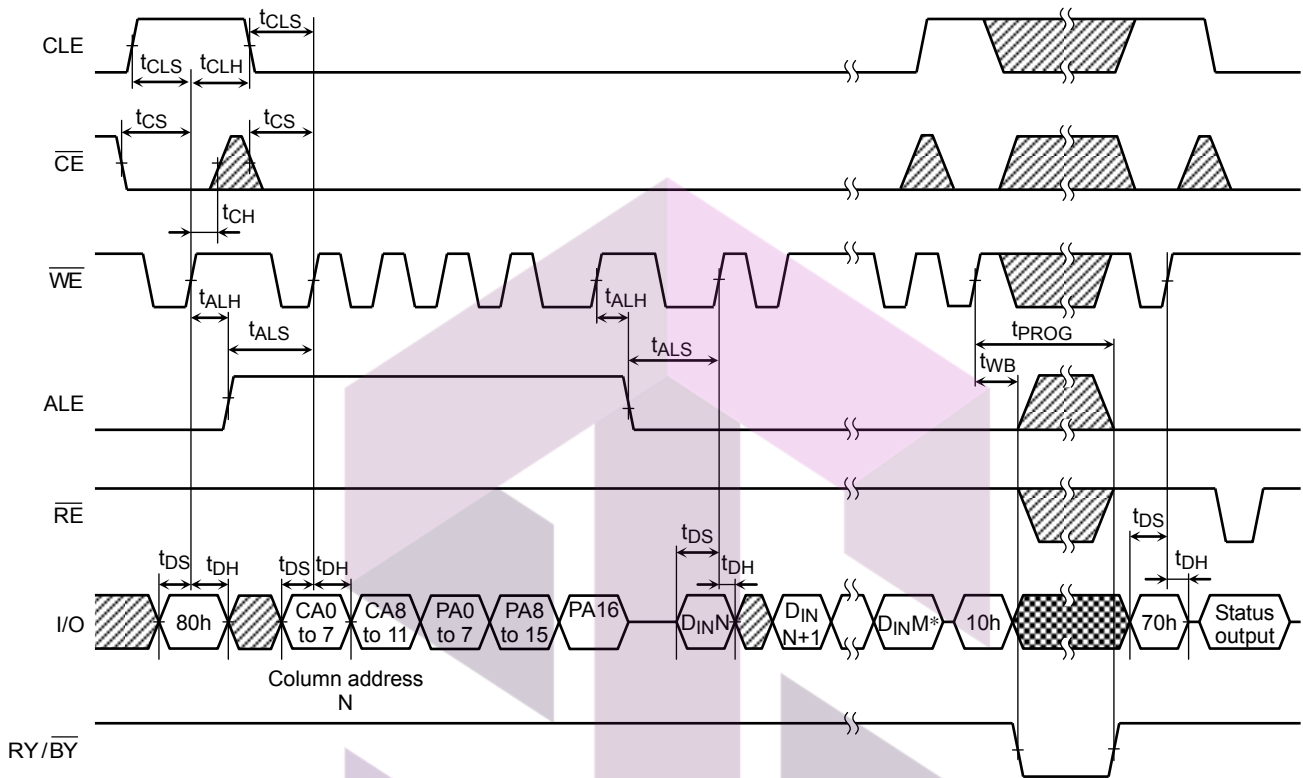 CLE
tCLS
tCLS
tCLH
CE
tCS
tCS
tCH
WE
tALH
tALS
tALH
tALS
tPROG
tWB
ALE
RE
tDS
tDH
tDS
tDH
tDS
tDH
tDS
tDH
I/O
80h
CA0 to 7
CA8 to 11
PA0 to 7
PA8 to 15
PA16
DINN
DIN N+1
DINM*
10h
70h
Status output
Column address
N
RY/BY